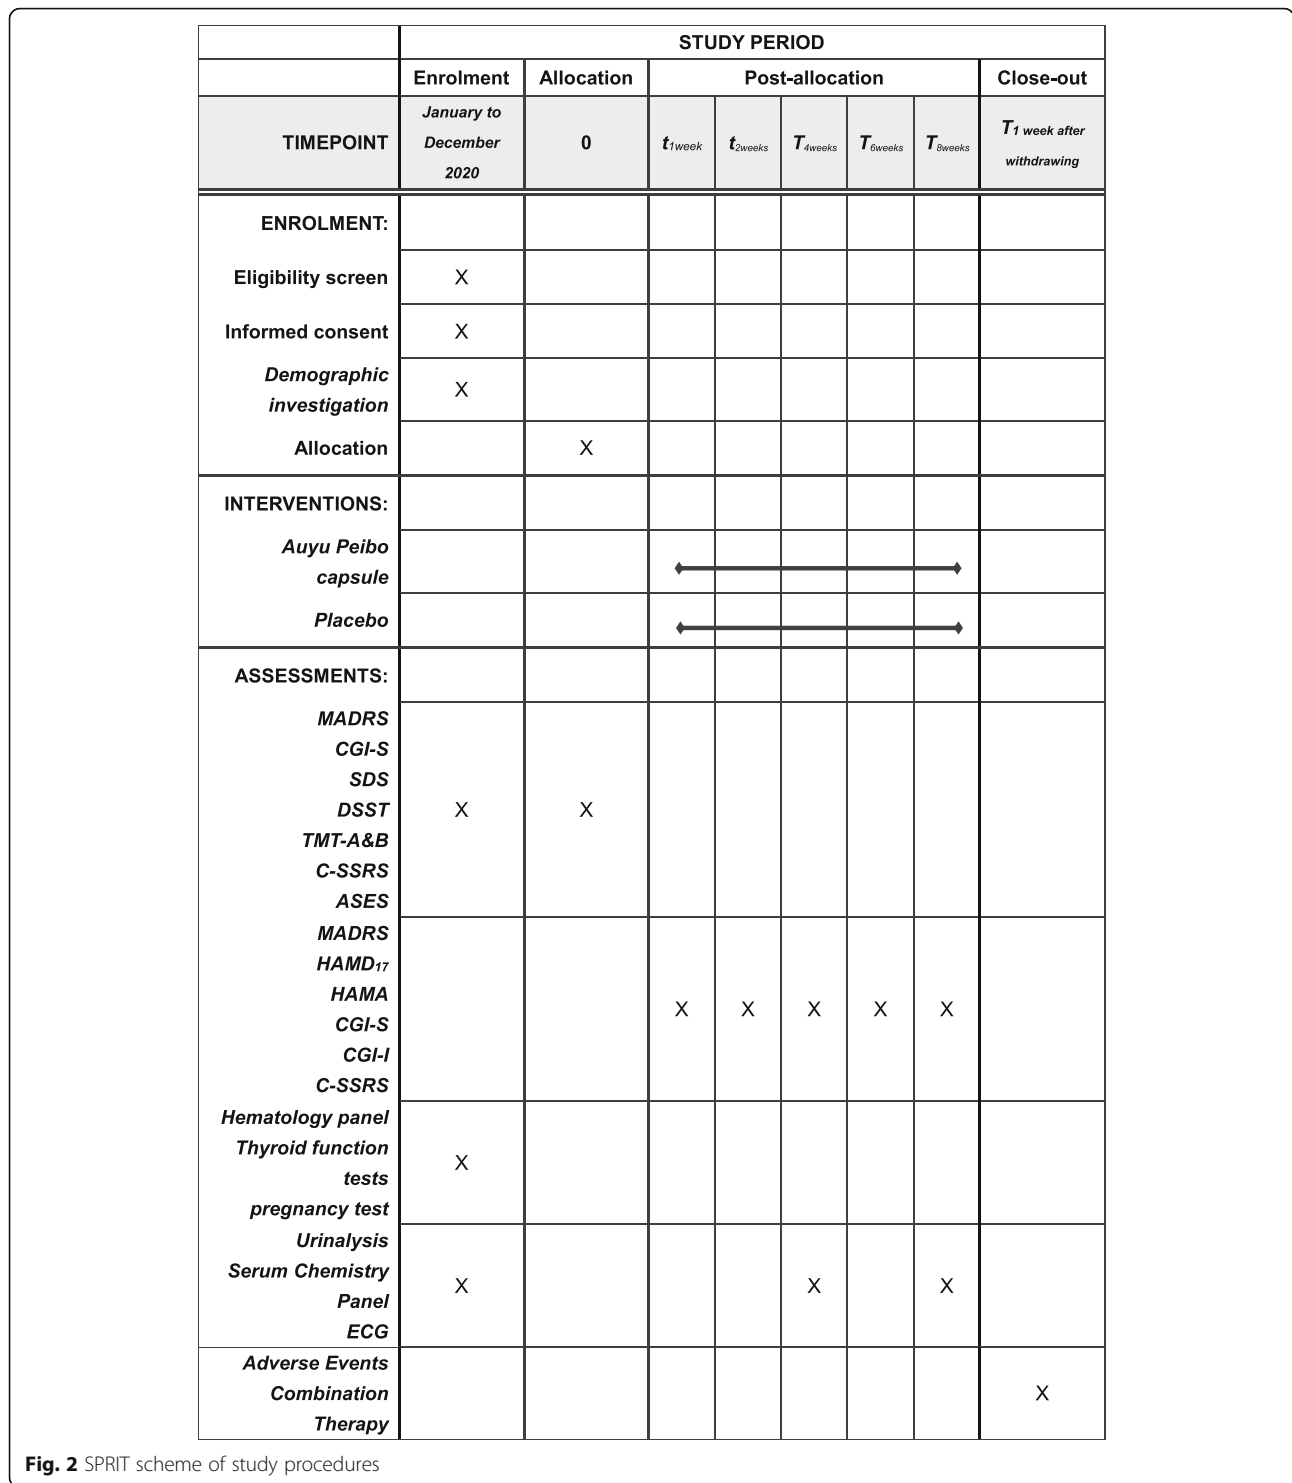 STUDY PERIOD
Enrolment Allocation Post-allocation Close-out
TIMEPOINT January to December 2020 0 t1week t2weeks T4weeks T6weeks T8weeks T1 week after withdrawing
ENROLMENT:
Eligibility screen X
Informed consent X
Demographic
investigation X
Allocation X
INTERVENTIONS:
Auyu Peibo
capsule
Placebo
ASSESSMENTS:
MADRS
CGI-S
SDS
DSST X X
TMT-A&B
C-SSRS
ASES
MADRS
HAMD17
HAMA
X X X X X
CGI-S
CGI-I
C-SSRS
Hematology panel
Thyroid function
X
tests
pregnancy test
Urinalysis
Serum Chemistry
X X X
Panel
ECG
Adverse Events
Combination X
Therapy
Fig. 2 SPRIT scheme of study procedures